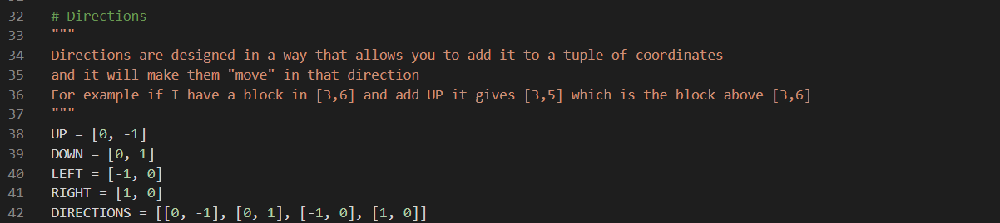 32 # Directions
33 """
34 Directions are designed in a way that allows you to add it to a tuple of coordinates
35 and it will make them "move" in that direction
36 For example if I have a block in [3,6] and add UP it gives [3,5] which is the block above [3,6]
37 """
38 UP = [0, -1]
39 DOWN = [0, 1]
40 LEFT = [-1, 0]
41 RIGHT = [1, 0]
42 DIRECTIONS = [[0, -1], [0, 1], [-1, 0], [1, 0]]